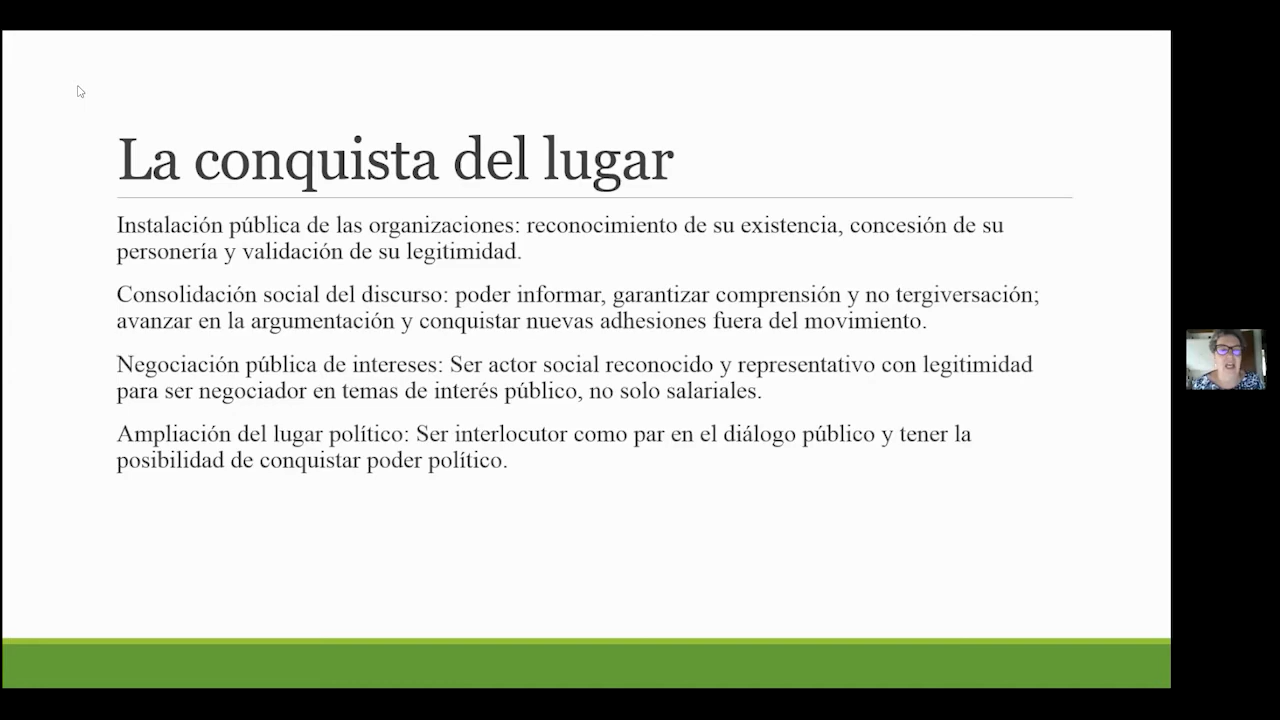 La conquista del lugar
Instalación pública de las organizaciones: reconocimiento de su existencia, concesión de su
personería y validación de su legitimidad.
Consolidación social del discurso: poder informar, garantizar comprensión y no tergiversación;
avanzar en la argumentación y conquistar nuevas adhesiones fuera del movimiento.
Negociación pública de intereses: Ser actor social reconocido y representativo con legitimidad
para ser negociador en temas de interés público, no solo salariales.
Ampliación del lugar político: Ser interlocutor como par en el diálogo público y tener la
posibilidad de conquistar poder político.